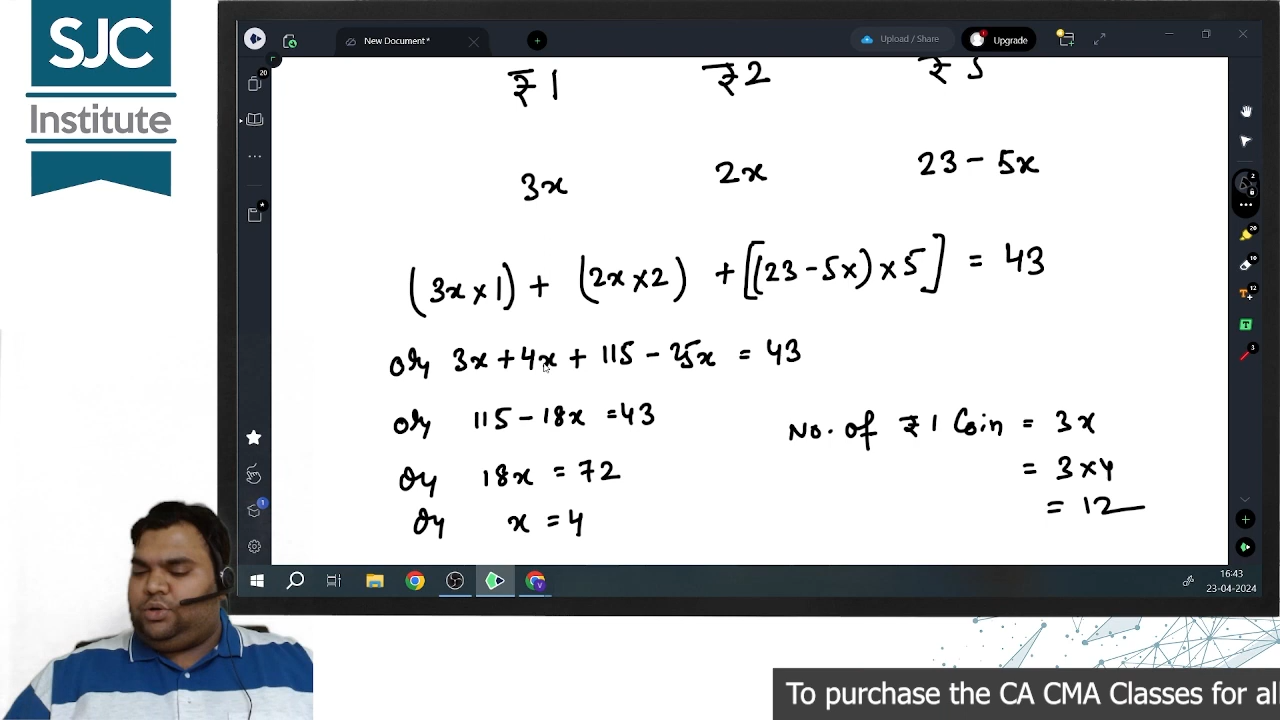 SJC
Institute
New Document*
Upload / Share
Upgrade
₹1 ₹2 ₹5
3x 2x 23 - 5x
(3x × 1) + (2x × 2) + [(23 - 5x) × 5] = 43
or 3x + 4x + 115 - 25x = 43
or 115 - 18x = 43
or 18x = 72
or x = 4
No. of ₹1 Coin = 3x
= 3 × 4
= 12
16:43
23-04-2024
To purchase the CA CMA Classes for al